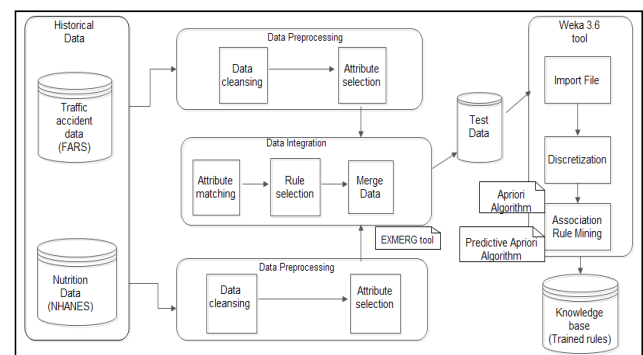 Historical
Data
Traffic
accident
data
(FARS)
Nutrition
Data
(NHANES)
Data Preprocessing
Data
cleansing
Attribute
selection
Data Integration
Attribute
matching
Rule
selection
Merge
Data
EXMERG tool
Data Preprocessing
Data
cleansing
Attribute
selection
Test
Data
Weka 3.6
tool
Import File
Discretization
Apriori
Algorithm
Association
Rule Mining
Predictive Apriori
Algorithm
Knowledge
base
(Trained rules)